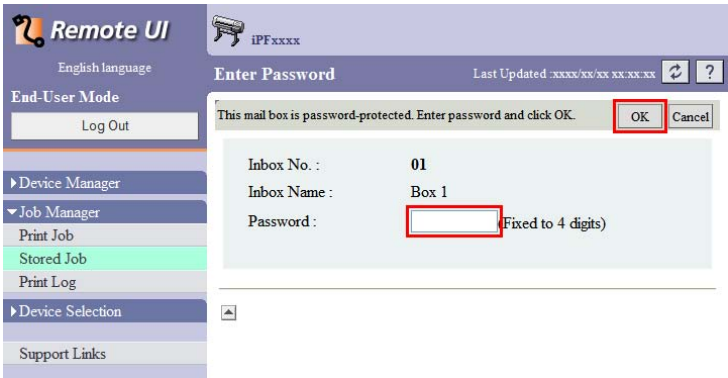 Remote UI
English language
End-User Mode
Log Out
▶Device Manager
▼Job Manager
Print Job
Stored Job
Print Log
▶Device Selection
Support Links
iPFxxxx
Enter Password
Last Updated :xxxx/xx/xx xx:xx:xx
?
This mail box is password-protected. Enter password and click OK.
OK
Cancel
Inbox No. : 01
Inbox Name : Box 1
Password : (Fixed to 4 digits)